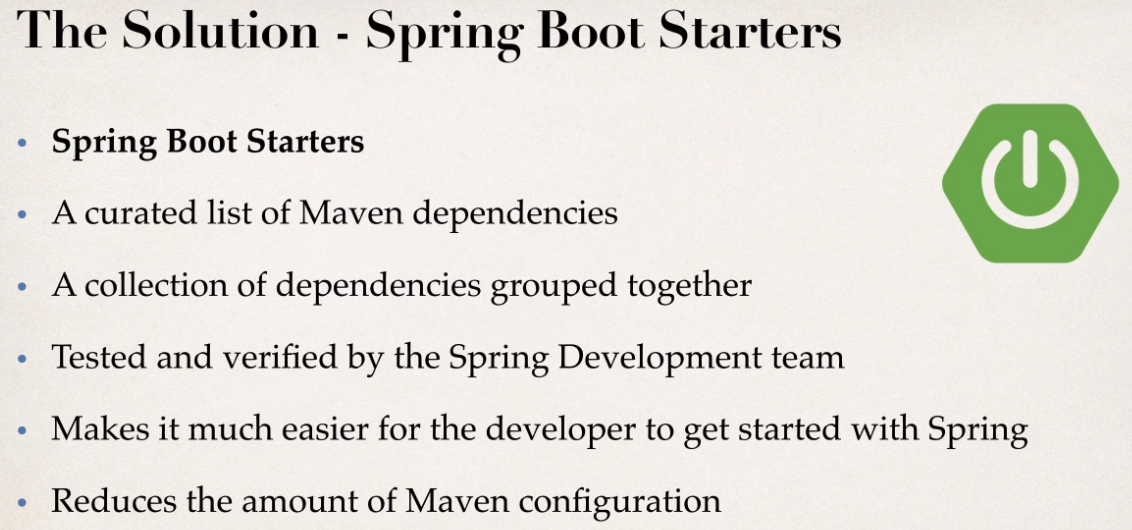 The Solution - Spring Boot Starters
• Spring Boot Starters
• A curated list of Maven dependencies
• A collection of dependencies grouped together
• Tested and verified by the Spring Development team
• Makes it much easier for the developer to get started with Spring
• Reduces the amount of Maven configuration